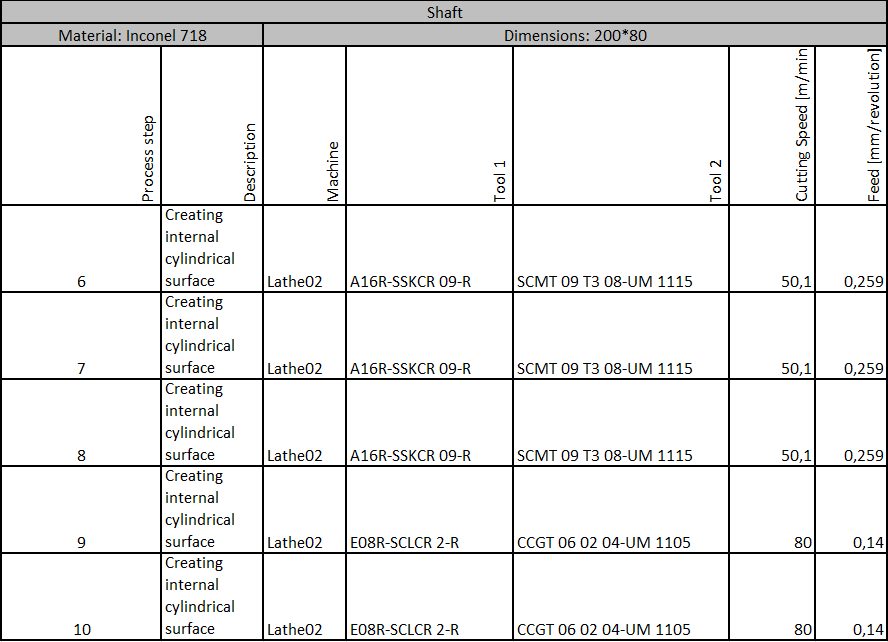 Shaft
Material: Inconel 718 Dimensions: 200*80
Process step Description Machine Tool 1 Tool 2 Cutting Speed [m/min Feed [mm/revolution]
Creating
internal
cylindrical
6 surface Lathe02 A16R-SSKCR 09-R SCMT 09 T3 08-UM 1115 50,1 0,259
Creating
internal
cylindrical
7 surface Lathe02 A16R-SSKCR 09-R SCMT 09 T3 08-UM 1115 50,1 0,259
Creating
internal
cylindrical
8 surface Lathe02 A16R-SSKCR 09-R SCMT 09 T3 08-UM 1115 50,1 0,259
Creating
internal
cylindrical
9 surface Lathe02 E08R-SCLCR 2-R CCGT 06 02 04-UM 1105 80 0,14
Creating
internal
cylindrical
10 surface Lathe02 E08R-SCLCR 2-R CCGT 06 02 04-UM 1105 80 0,14